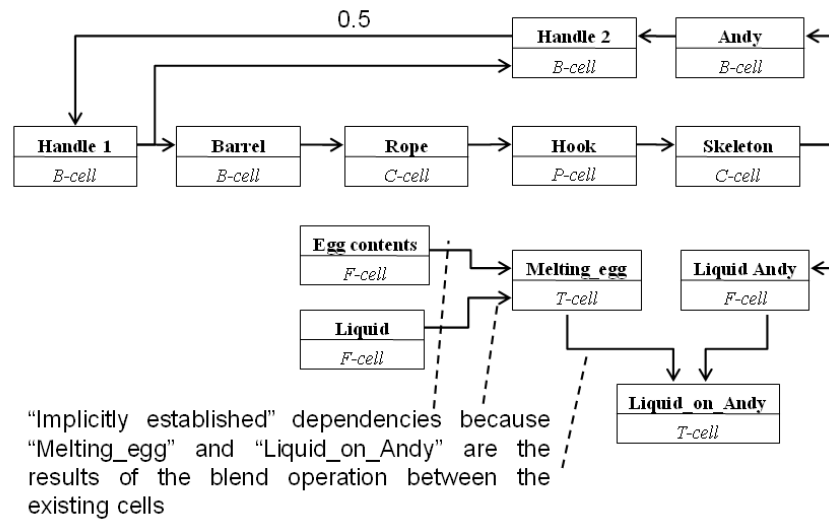 0.5
Handle 2
B-cell
Andy
B-cell
Handle 1
B-cell
Barrel
B-cell
Rope
C-cell
Hook
P-cell
Skeleton
C-cell
Egg contents
F-cell
Liquid
F-cell
Melting_egg
T-cell
Liquid Andy
F-cell
Liquid_on_Andy
T-cell
“Implicitly established” dependencies because
“Melting_egg” and “Liquid_on_Andy” are the
results of the blend operation between the
existing cells